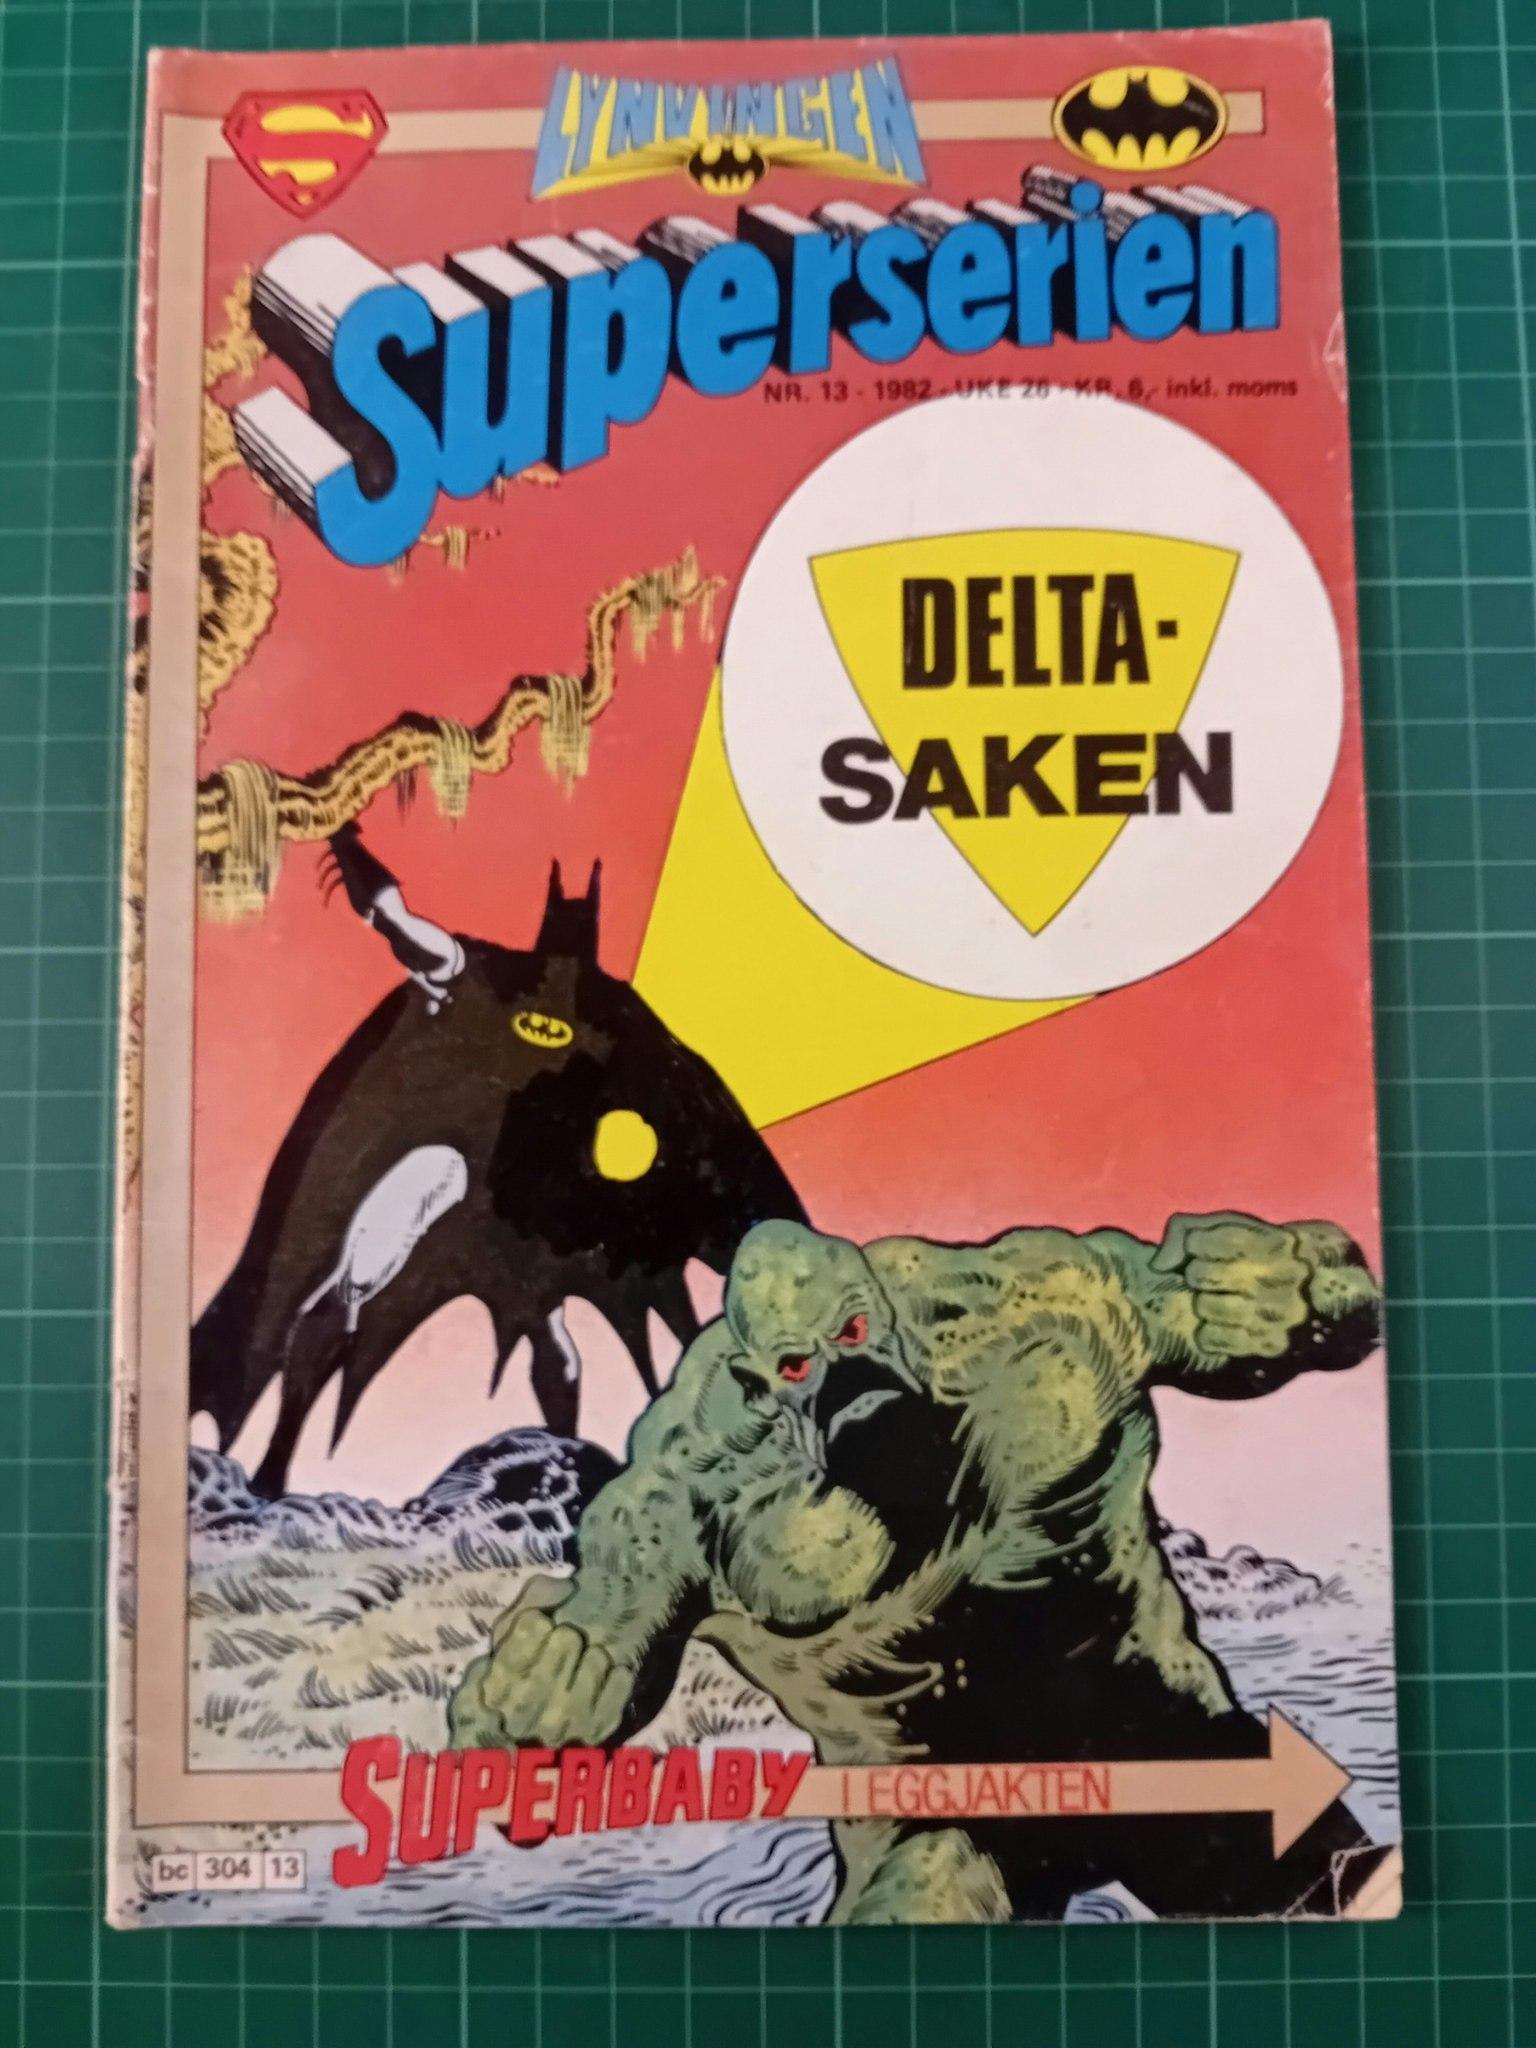 LYNVINGEN
Superserien
NR. 13 - 1982 - UKE 26 - KR. 6,- inkl. moms
DELTA-
SAKEN
SUPERBABY I EGGJAKTEN
bc 304 13